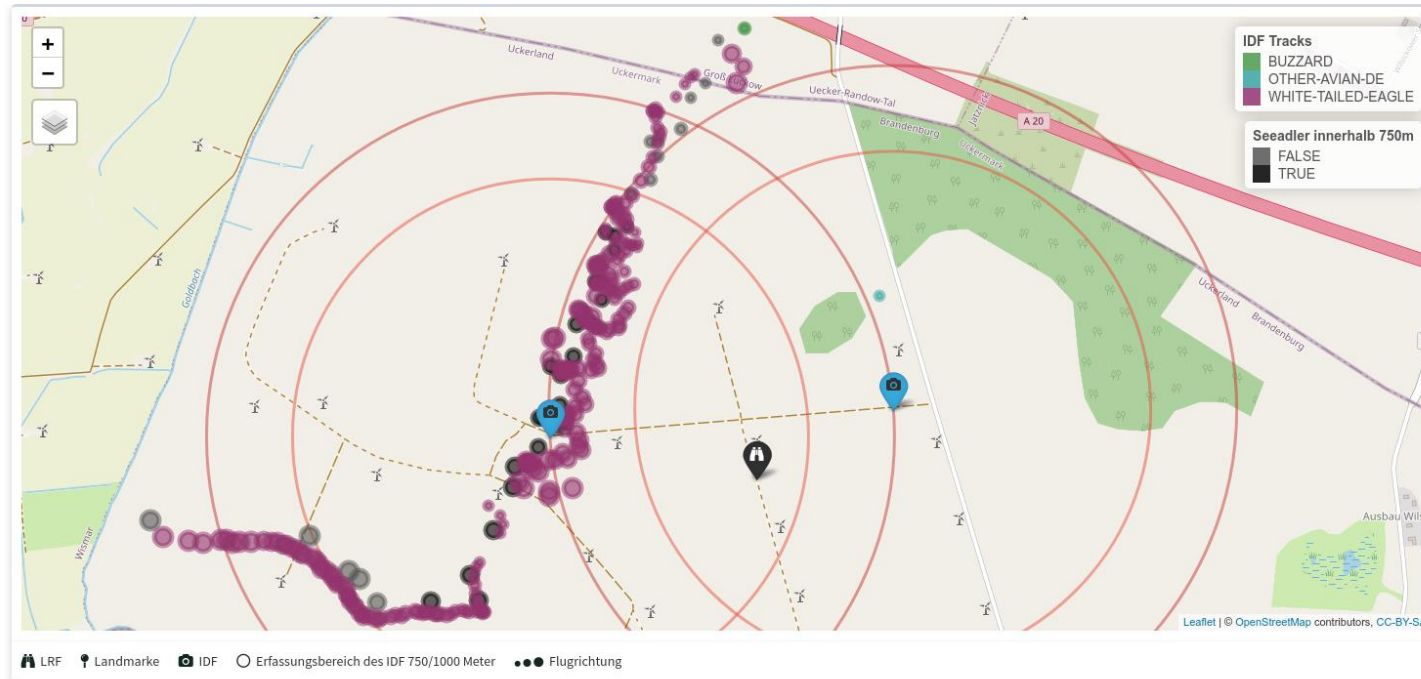 +
−
IDF Tracks
BUZZARD
OTHER-AVIAN-DE
WHITE-TAILED-EAGLE
Seeadler innerhalb 750m
FALSE
TRUE
Uckerland
Uckermark
Uecker-Randow-Tal
A 20
Jatznick
Brandenburg
Uckermark
Goldbach
Uckerland
Brandenburg
Wismar
Ausbau Wils
Leaflet | © OpenStreetMap contributors, CC-BY-SA
LRF Landmarke IDF Erfassungsbereich des IDF 750/1000 Meter Flugrichtung